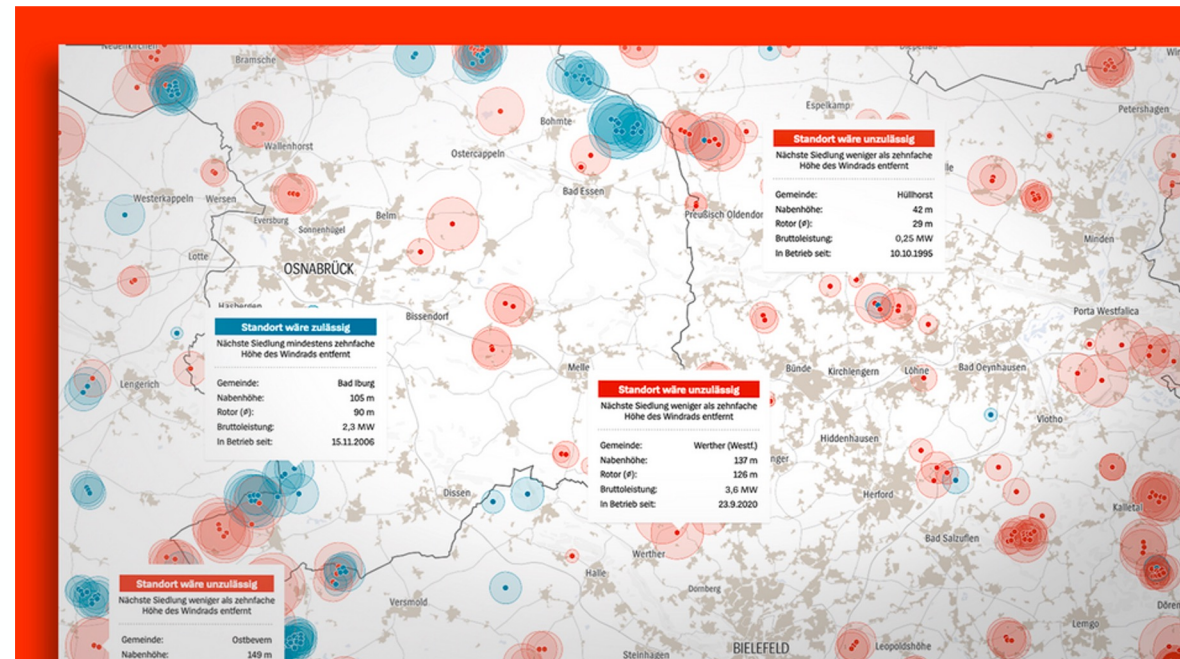 Neuenkirchen
Bramsche
Diepenau
Petershagen
Espelkamp
Bohmte
Wallenhorst
Ostercappeln
Bad Essen
Westerkappeln
Wersen
Eversburg
Sonnenhügel
Belm
Preußisch Oldendor
Lotte
OSNABRÜCK
Minden
Standort wäre unzulässig
Nächste Siedlung weniger als zehnfache
Höhe des Windrads entfernt
Gemeinde: Hüllhorst
Nabenhöhe: 42 m
Rotor (ø): 29 m
Bruttoleistung: 0,25 MW
In Betrieb seit: 10.10.1995
Hasbergen
Bissendorf
Porta Westfalica
Standort wäre zulässig
Nächste Siedlung mindestens zehnfache
Höhe des Windrads entfernt
Gemeinde: Bad Iburg
Nabenhöhe: 105 m
Rotor (ø): 90 m
Bruttoleistung: 2,3 MW
In Betrieb seit: 15.11.2006
Lengerich
Melle
Bünde
Kirchlengern
Löhne
Bad Oeynhausen
Vlotho
Hiddenhausen
Standort wäre unzulässig
Nächste Siedlung weniger als zehnfache
Höhe des Windrads entfernt
Gemeinde: Werther (Westf.)
Nabenhöhe: 137 m
Rotor (ø): 126 m
Bruttoleistung: 3,6 MW
In Betrieb seit: 23.9.2020
nger
Dissen
Herford
Kalletal
Bad Salzuflen
Werther
Halle
Dornberg
Versmold
Dören
Lemgo
Standort wäre unzulässig
Nächste Siedlung weniger als zehnfache
Höhe des Windrads entfernt
Gemeinde: Ostbevern
Nabenhöhe: 149 m
Steinhagen
BIELEFELD
Leopoldshöhe